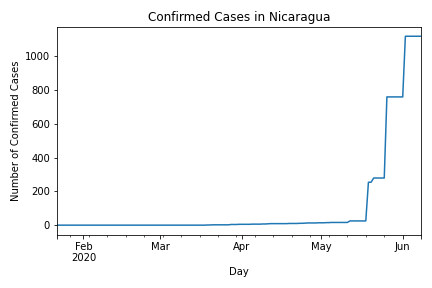 Confirmed Cases in Nicaragua
Number of Confirmed Cases
1000
800
600
400
200
0
Feb
2020
Mar
Apr
May
Jun
Day